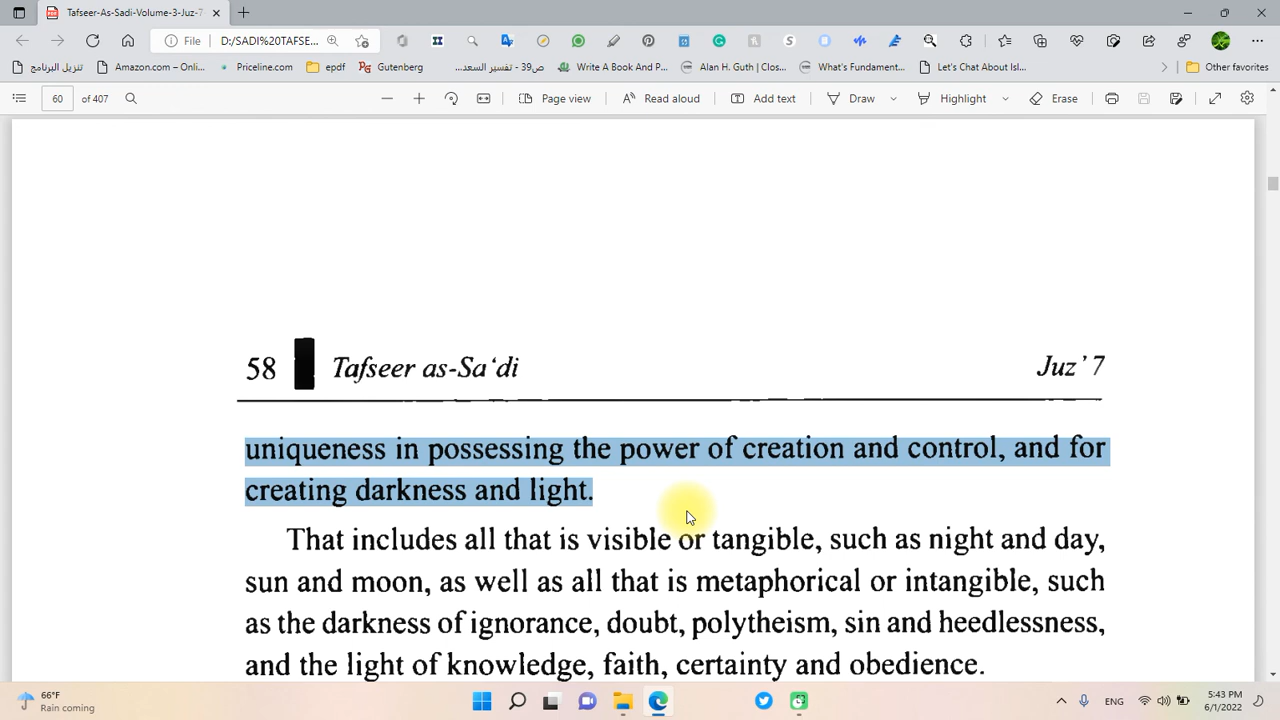 Tafseer-As-Sadi-Volume-3-Juz-7
File
D:/SADI%20TAFSE...
تنزيل البرنامج
Amazon.com – Onli...
Priceline.com
epdf
Gutenberg
ص39 - تفسير السعد...
Write A Book And P...
Alan H. Guth | Clos...
What's Fundament...
Let's Chat About Isl...
Other favorites
60 of 407
Page view
Read aloud
Add text
Draw
Highlight
Erase
58 Tafseer as-Sa‘di Juz’ 7
uniqueness in possessing the power of creation and control, and for
creating darkness and light.
That includes all that is visible or tangible, such as night and day,
sun and moon, as well as all that is metaphorical or intangible, such
as the darkness of ignorance, doubt, polytheism, sin and heedlessness,
and the light of knowledge, faith, certainty and obedience.
66°F
Rain coming
ENG
5:43 PM
6/1/2022